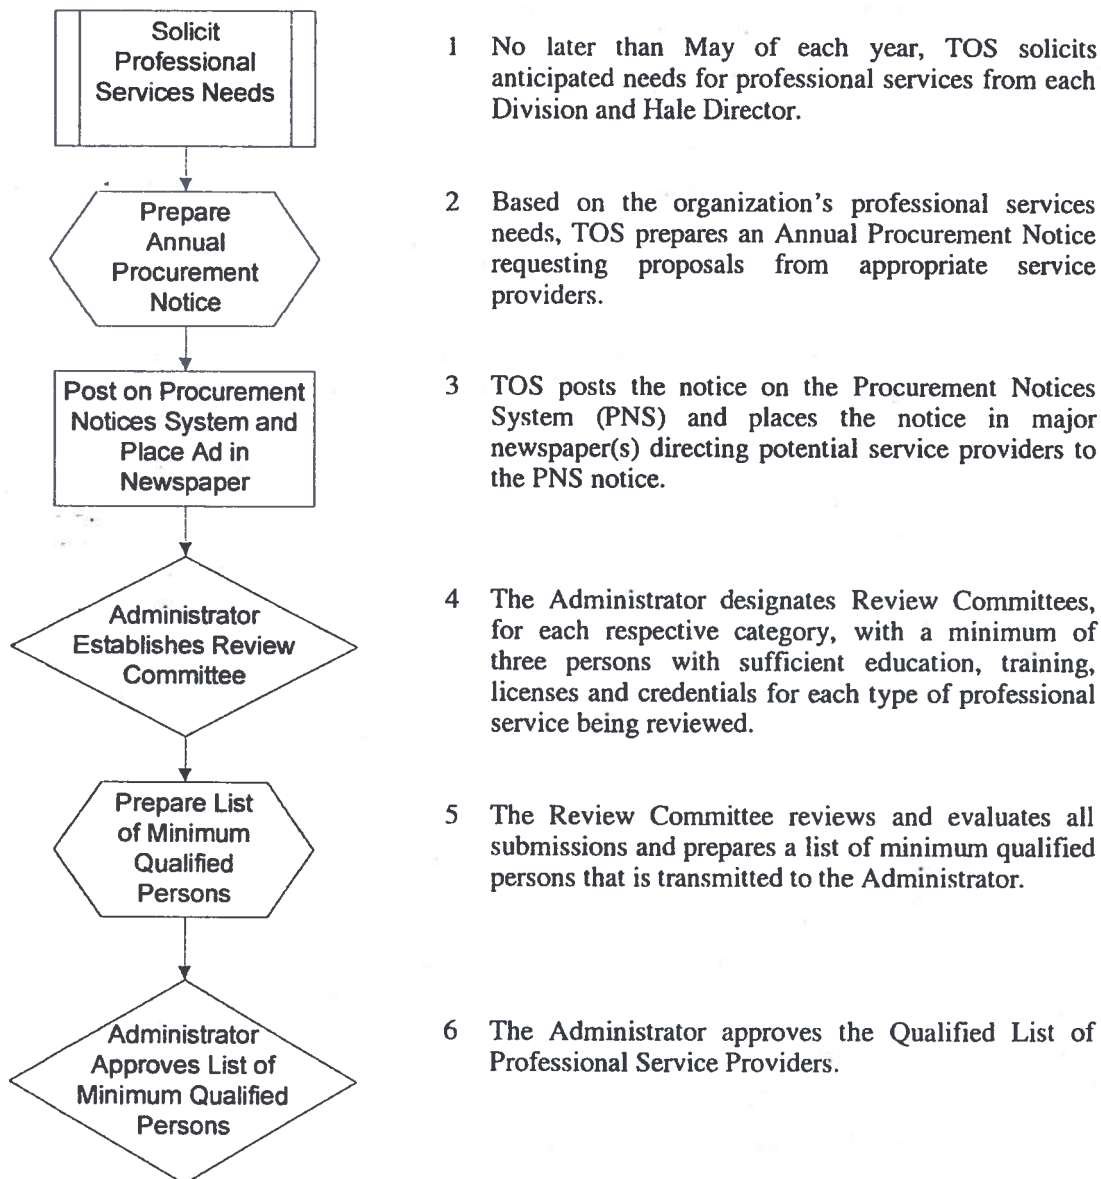 Solicit
Professional
Services Needs
1 No later than May of each year, TOS solicits
anticipated needs for professional services from each
Division and Hale Director.
Prepare
Annual
Procurement
Notice
2 Based on the organization's professional services
needs, TOS prepares an Annual Procurement Notice
requesting proposals from appropriate service
providers.
Post on Procurement
Notices System and
Place Ad in
Newspaper
3 TOS posts the notice on the Procurement Notices
System (PNS) and places the notice in major
newspaper(s) directing potential service providers to
the PNS notice.
Administrator
Establishes Review
Committee
4 The Administrator designates Review Committees,
for each respective category, with a minimum of
three persons with sufficient education, training,
licenses and credentials for each type of professional
service being reviewed.
Prepare List
of Minimum
Qualified
Persons
5 The Review Committee reviews and evaluates all
submissions and prepares a list of minimum qualified
persons that is transmitted to the Administrator.
Administrator
Approves List of
Minimum Qualified
Persons
6 The Administrator approves the Qualified List of
Professional Service Providers.